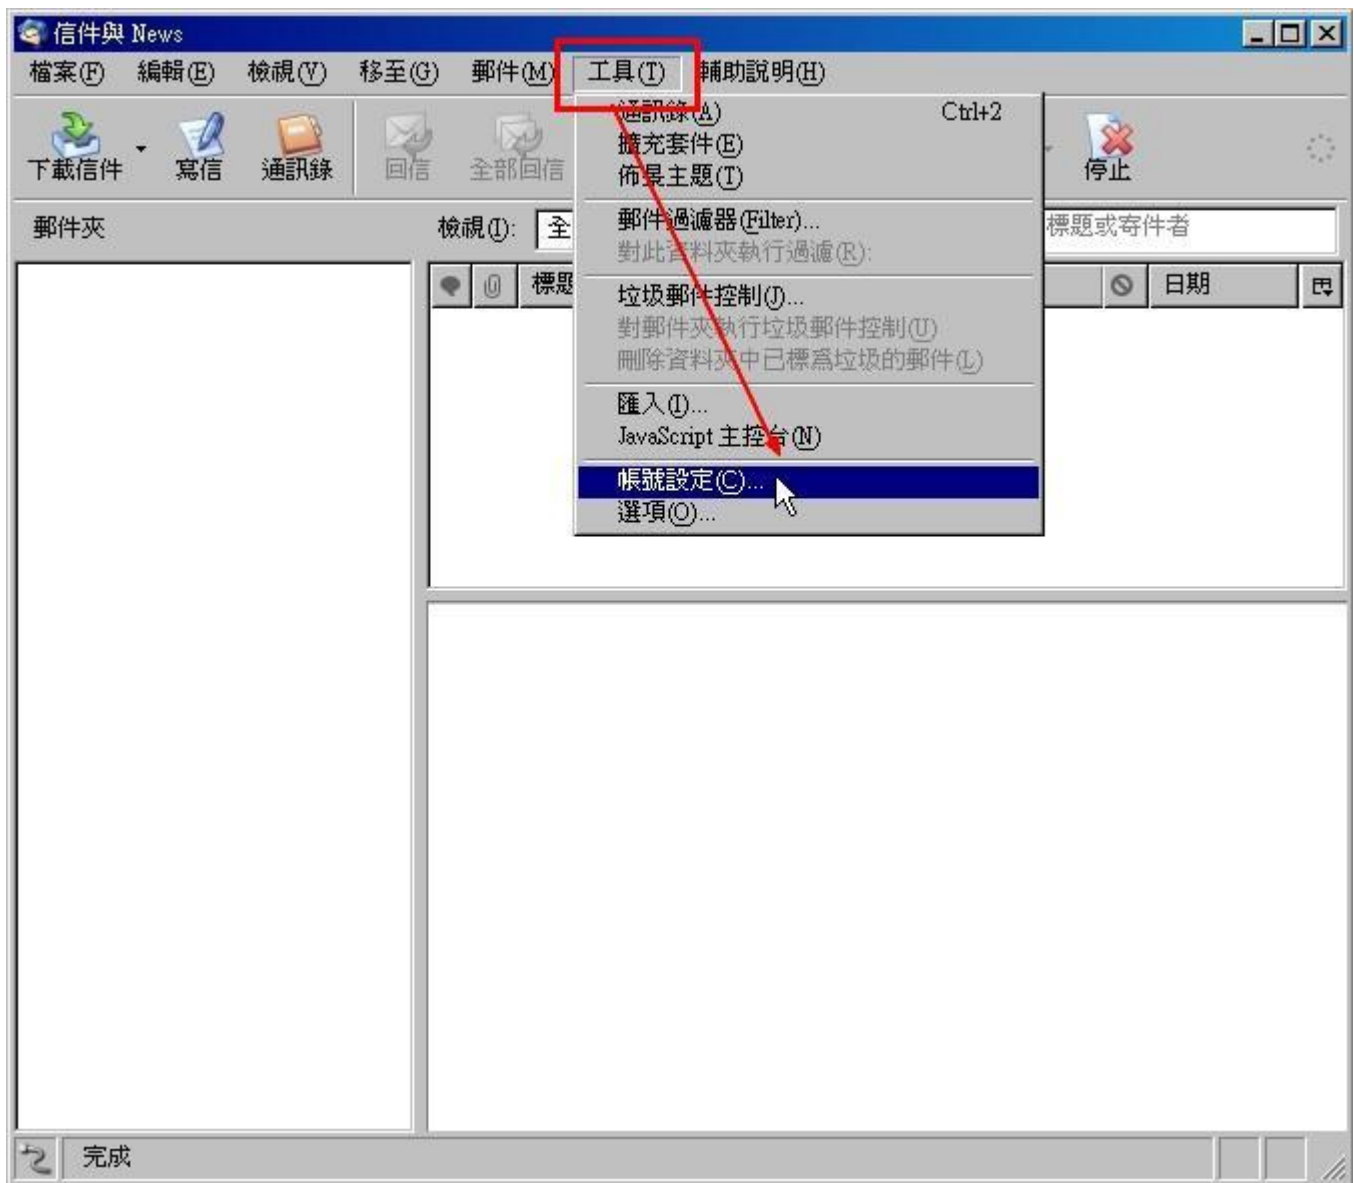 信件與 News
檔案(F) 編輯(E) 檢視(V) 移至(G) 郵件(M) 工具(T) 輔助說明(H)
下載信件 寫信 通訊錄 回信 全部回信 停止
通訊錄(A) Ctrl+2
擴充套件(E)
佈景主題(T)
郵件過濾器(Filter)...
對此資料夾執行過濾(R):
垃圾郵件控制(J)...
對郵件夾執行垃圾郵件控制(U)
刪除資料夾中已標為垃圾的郵件(L)
匯入(I)...
JavaScript 主控台(N)
帳號設定(C)...
選項(O)...
郵件夾 檢視(I): 全 標題或寄件者
標題 日期
完成